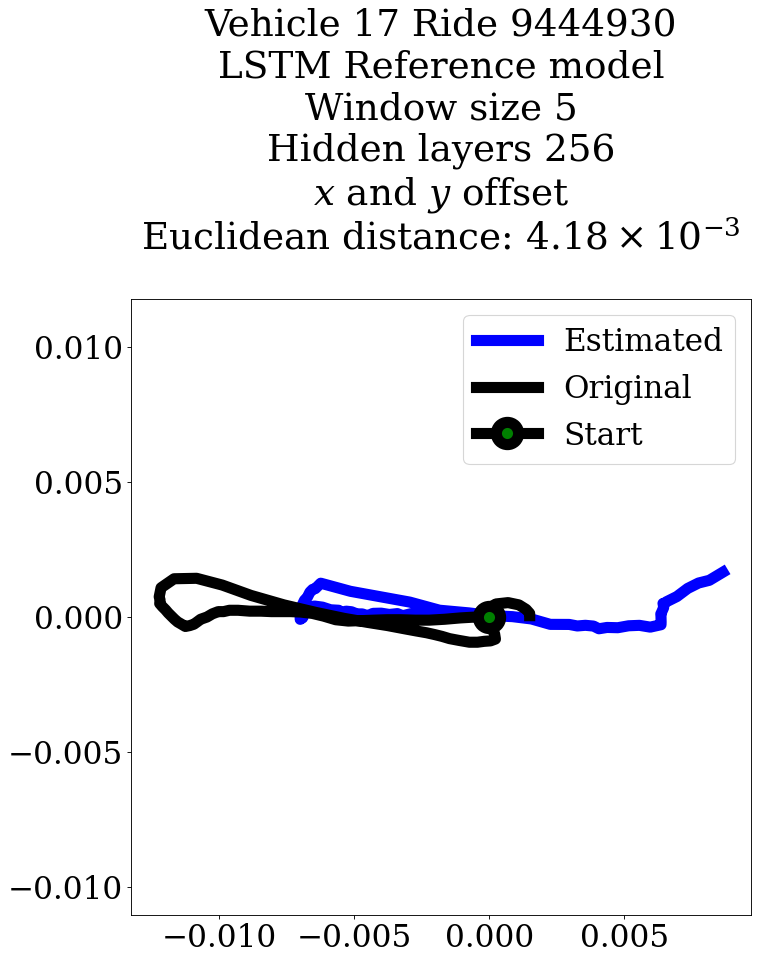 Vehicle 17 Ride 9444930
LSTM Reference model
Window size 5
Hidden layers 256
x and y offset
Euclidean distance: 4.18 × 10⁻³
Estimated
Original
Start
0.010
0.005
0.000
−0.005
−0.010
−0.010 −0.005 0.000 0.005